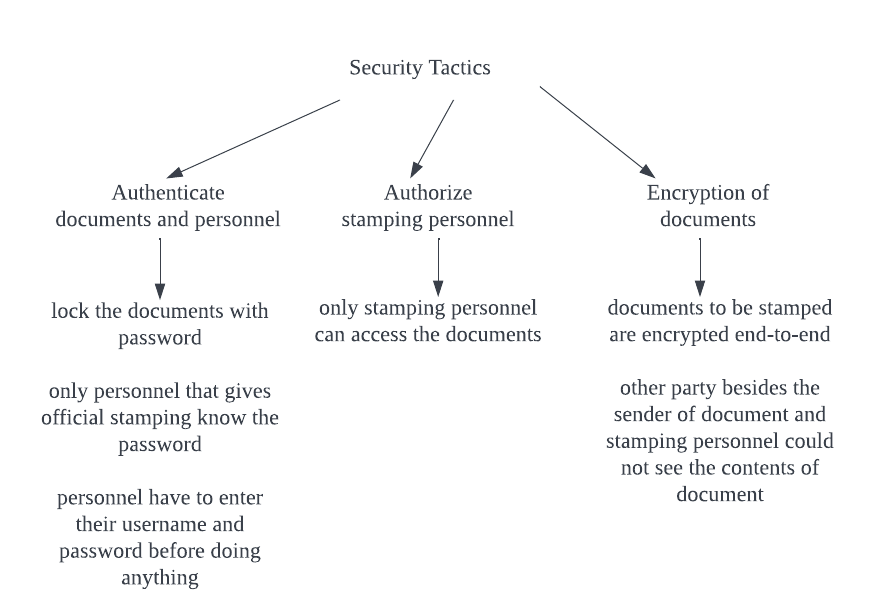 Security Tactics
Authenticate
documents and personnel
lock the documents with
password
only personnel that gives
official stamping know the
password
personnel have to enter
their username and
password before doing
anything
Authorize
stamping personnel
only stamping personnel
can access the documents
Encryption of
documents
documents to be stamped
are encrypted end-to-end
other party besides the
sender of document and
stamping personnel could
not see the contents of
document